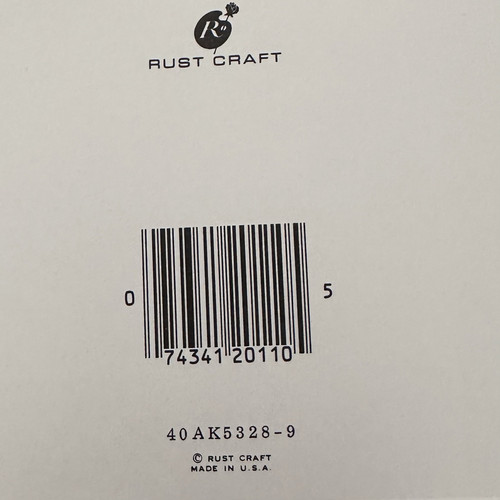 R
RUST CRAFT
0 74341 20110 5
40AK5328-9
© RUST CRAFT
MADE IN U.S.A.